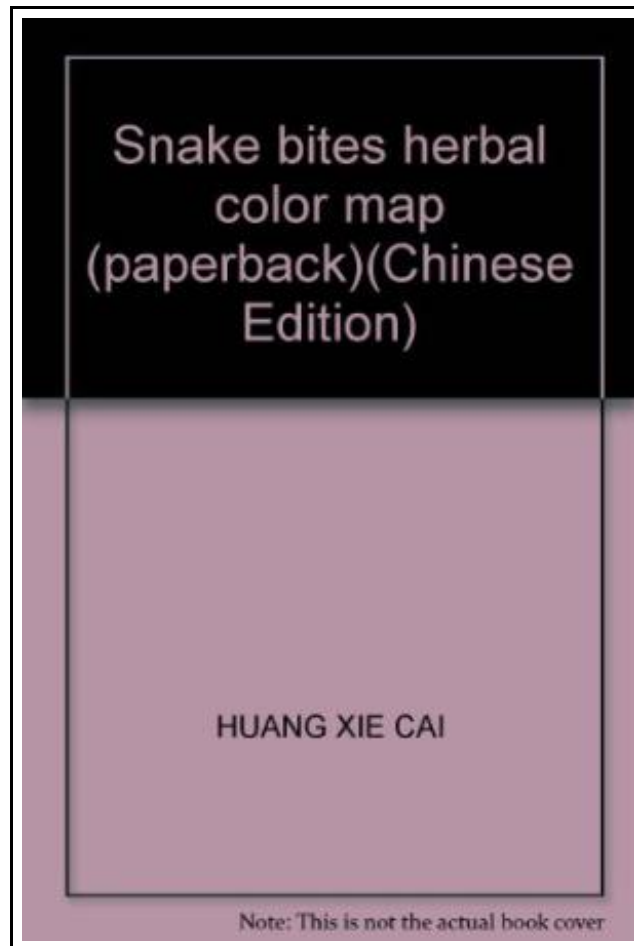 Snake bites herbal
color map
(paperback)(Chinese
Edition)
HUANG XIE CAI
Note: This is not the actual book cover